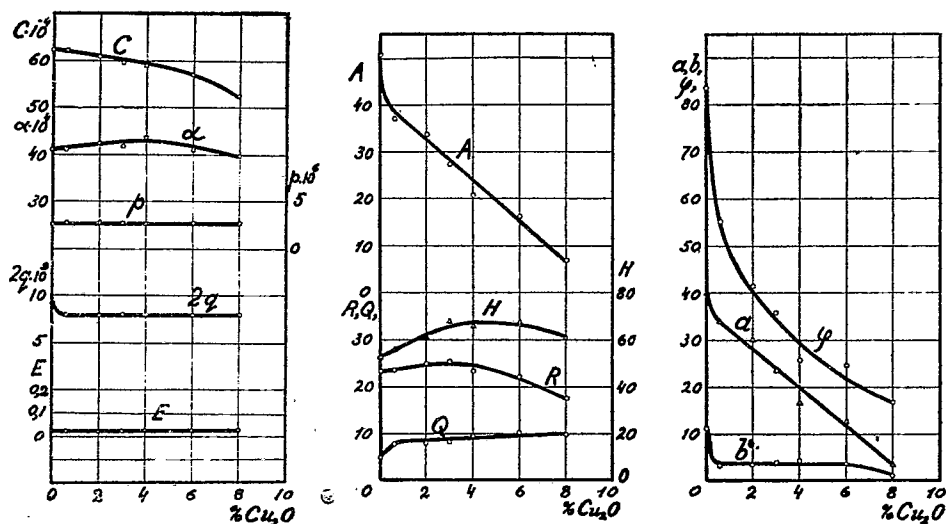 C·10⁴
60
50
α·10⁴
40
30
2q·10⁸
10
5
E
0,2
0,1
0
C
α
p
2q
E
p·10⁶
5
0
0 2 4 6 8 10
% Cu₂O
A
40
30
20
10
0
R,Q,
30
20
10
0 2 4 6 8 10
% Cu₂O
A
H
R
Q
H
80
60
40
20
0
a,b,
φ,
80
70
60
50
40
30
20
10
0 2 4 6 8 10
% Cu₂O
φ
a
b